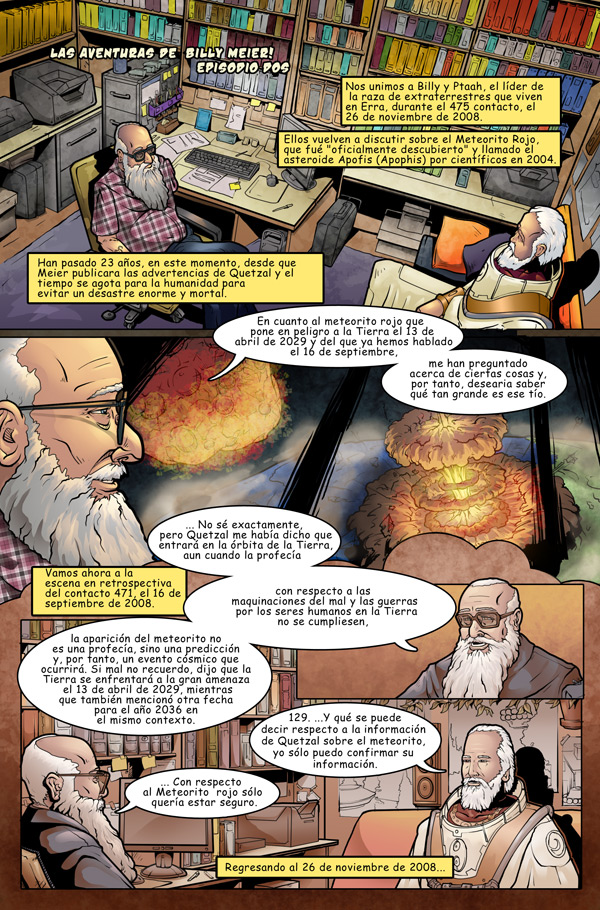 LAS AVENTURAS DE BILLY MEIER!
EPISODIO DOS
Nos unimos a Billy y Ptaah, el líder de
la raza de extraterrestres que viven
en Erra, durante el 475 contacto, el
26 de noviembre de 2008.
Ellos vuelven a discutir sobre el Meteorito Rojo,
que fué "oficialmente descubierto" y llamado el
asteroide Apofis (Apophis) por científicos en 2004.
Han pasado 23 años, en este momento, desde que
Meier publicara las advertencias de Quetzal y el
tiempo se agota para la humanidad para
evitar un desastre enorme y mortal.
En cuanto al meteorito rojo que
pone en peligro a la Tierra el 13 de
abril de 2029 y del que ya hemos hablado
el 16 de septiembre,
me han preguntado
acerca de ciertas cosas y,
por tanto, desearia saber
qué tan grande es ese tío.
... No sé exactamente,
pero Quetzal me había dicho que
entrará en la órbita de la Tierra,
aun cuando la profecía
Vamos ahora a la
escena en retrospectiva
del contacto 471, el 16 de
septiembre de 2008.
con respecto a las
maquinaciones del mal y las guerras
por los seres humanos en la Tierra
no se cumpliesen,
la aparición del meteorito no
es una profecía, sino una predicción
y, por tanto, un evento cósmico que
ocurrirá. Si mal no recuerdo, dijo que la
Tierra se enfrentará a la gran amenaza
el 13 de abril de 2029, mientras
que también mencionó otra fecha
para el año 2036 en
el mismo contexto.
129. ...Y qué se puede
decir respecto a la información
de Quetzal sobre el meteorito,
yo sólo puedo confirmar su
información.
... Con respecto
al Meteorito rojo sólo
quería estar seguro.
Regresando al 26 de noviembre de 2008...